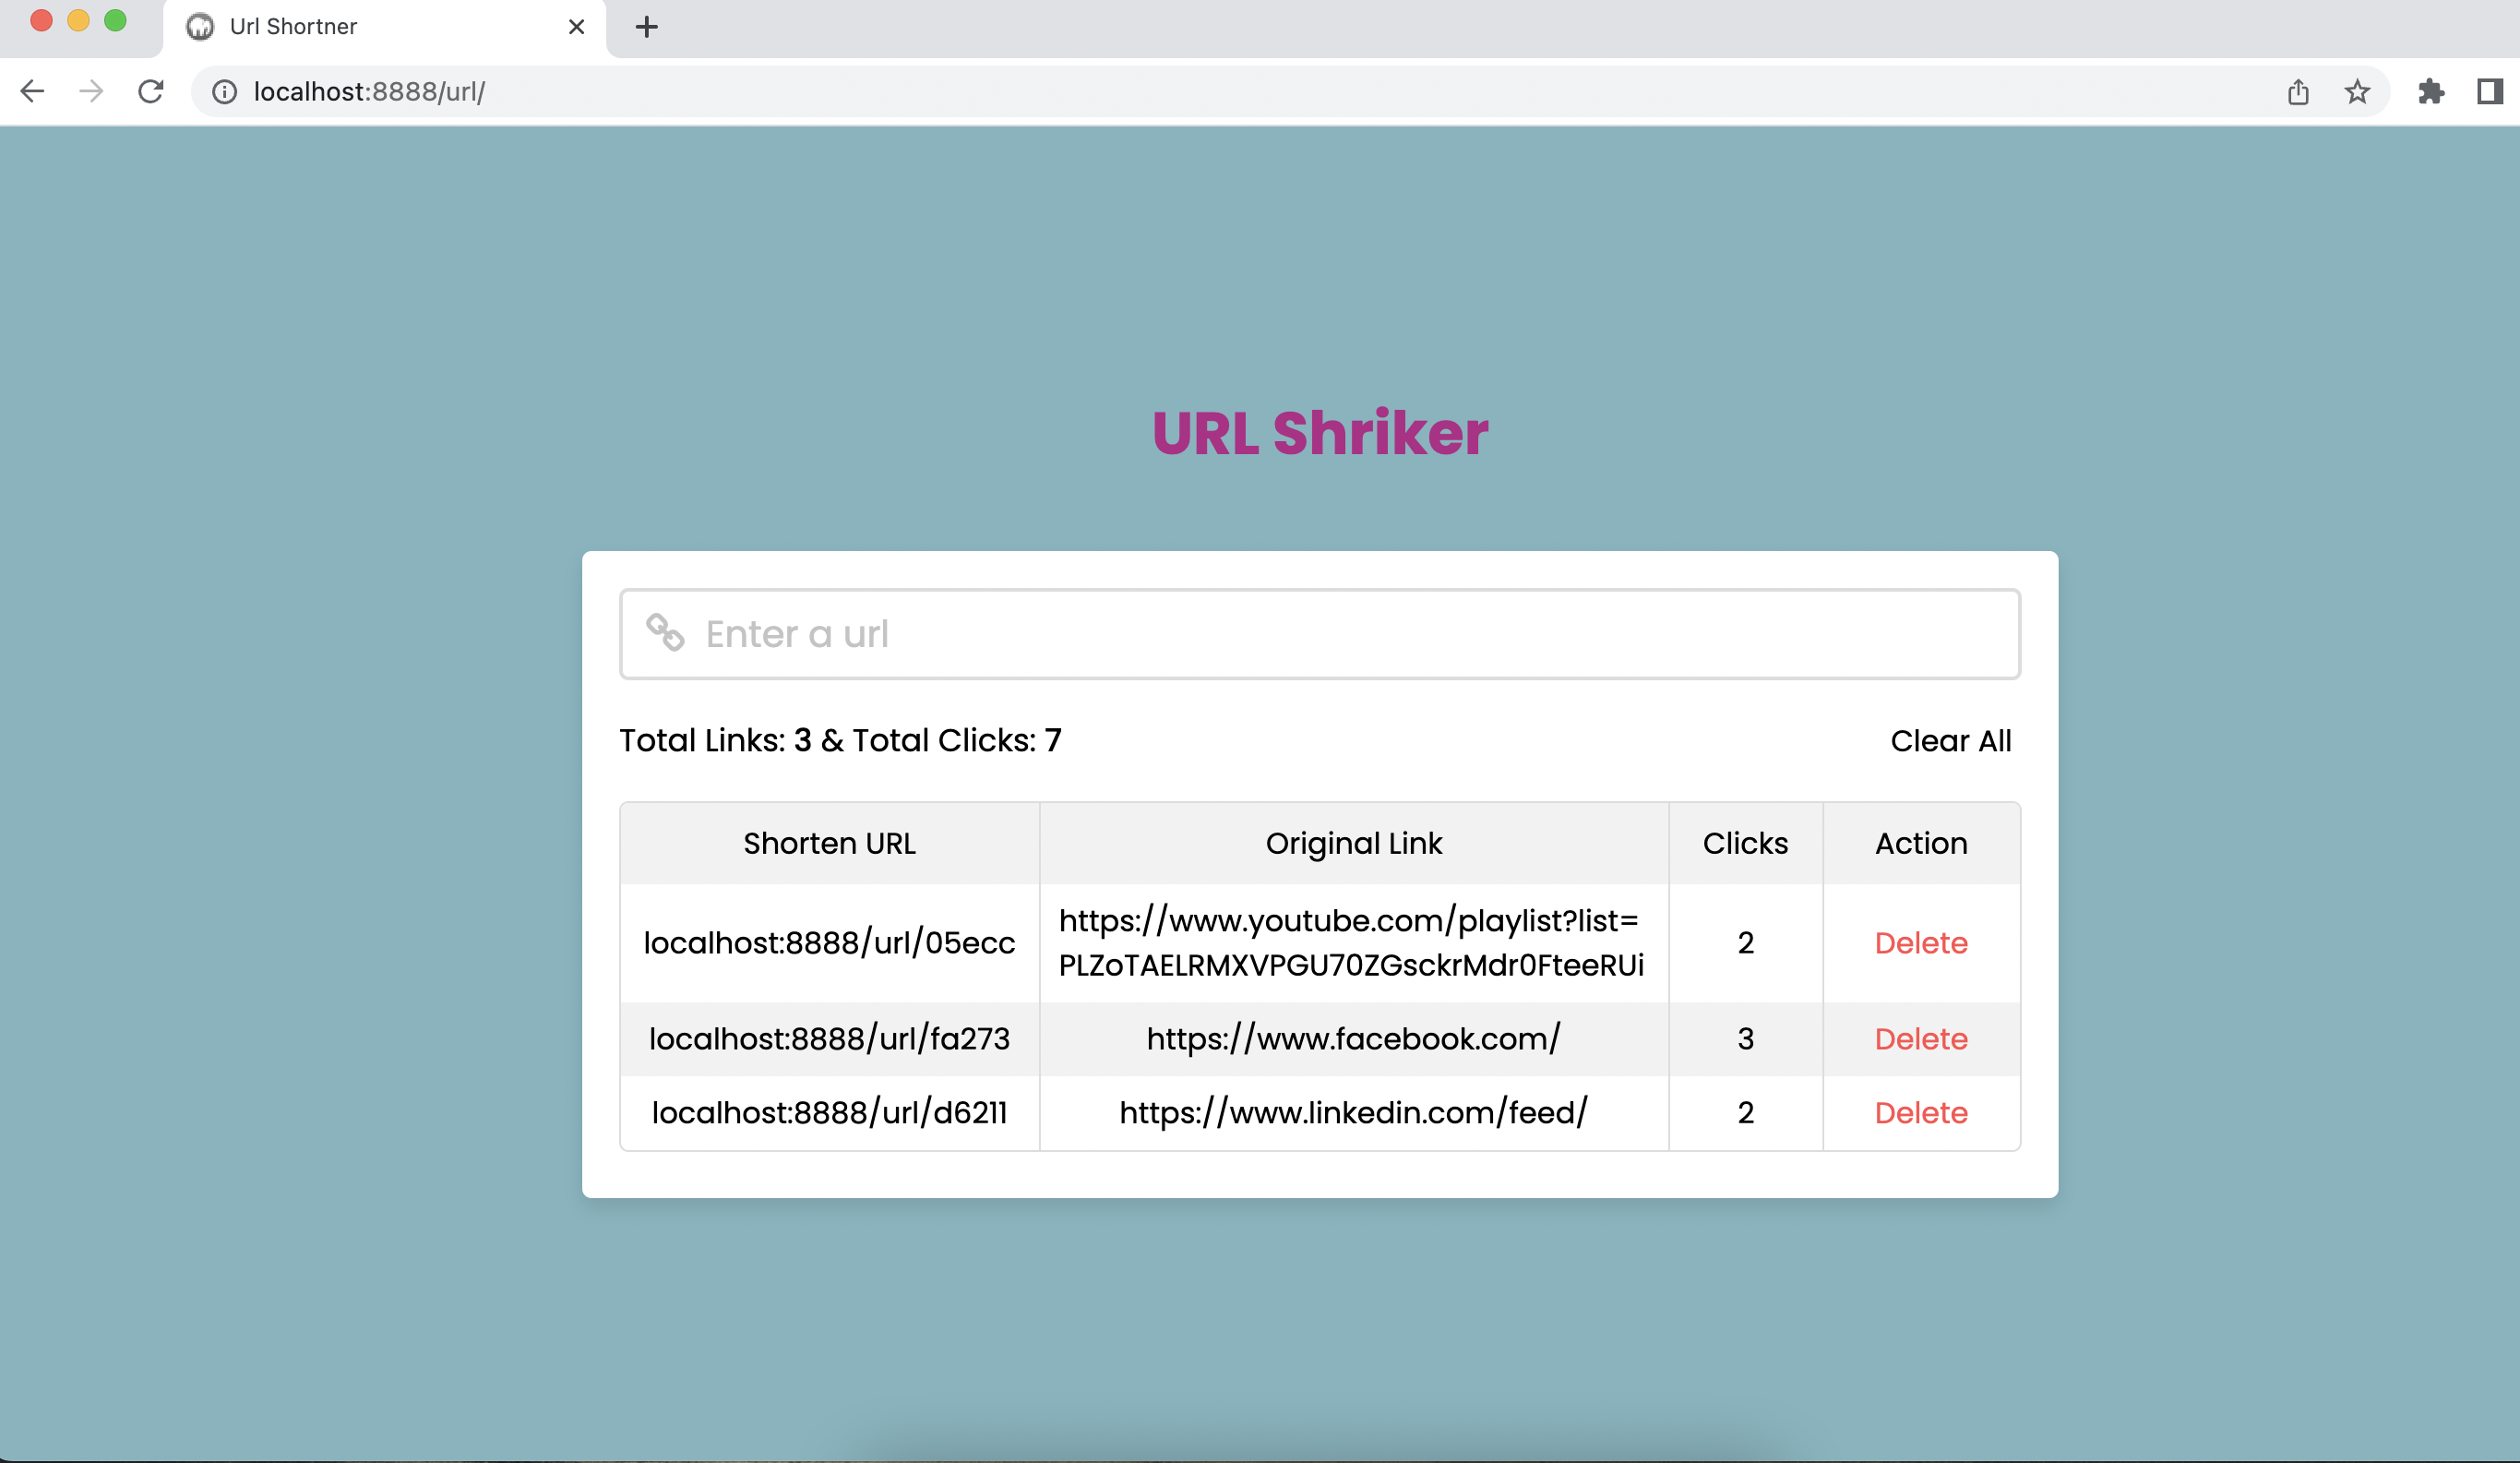 Url Shortner
localhost:8888/url/
URL Shriker
Enter a url
Total Links: 3 & Total Clicks: 7
Clear All
Shorten URL Original Link Clicks Action
localhost:8888/url/05ecc https://www.youtube.com/playlist?list= 2 Delete
PLZoTAELRMXVPGU70ZGsckrMdr0FteeRUi
localhost:8888/url/fa273 https://www.facebook.com/ 3 Delete
localhost:8888/url/d6211 https://www.linkedin.com/feed/ 2 Delete